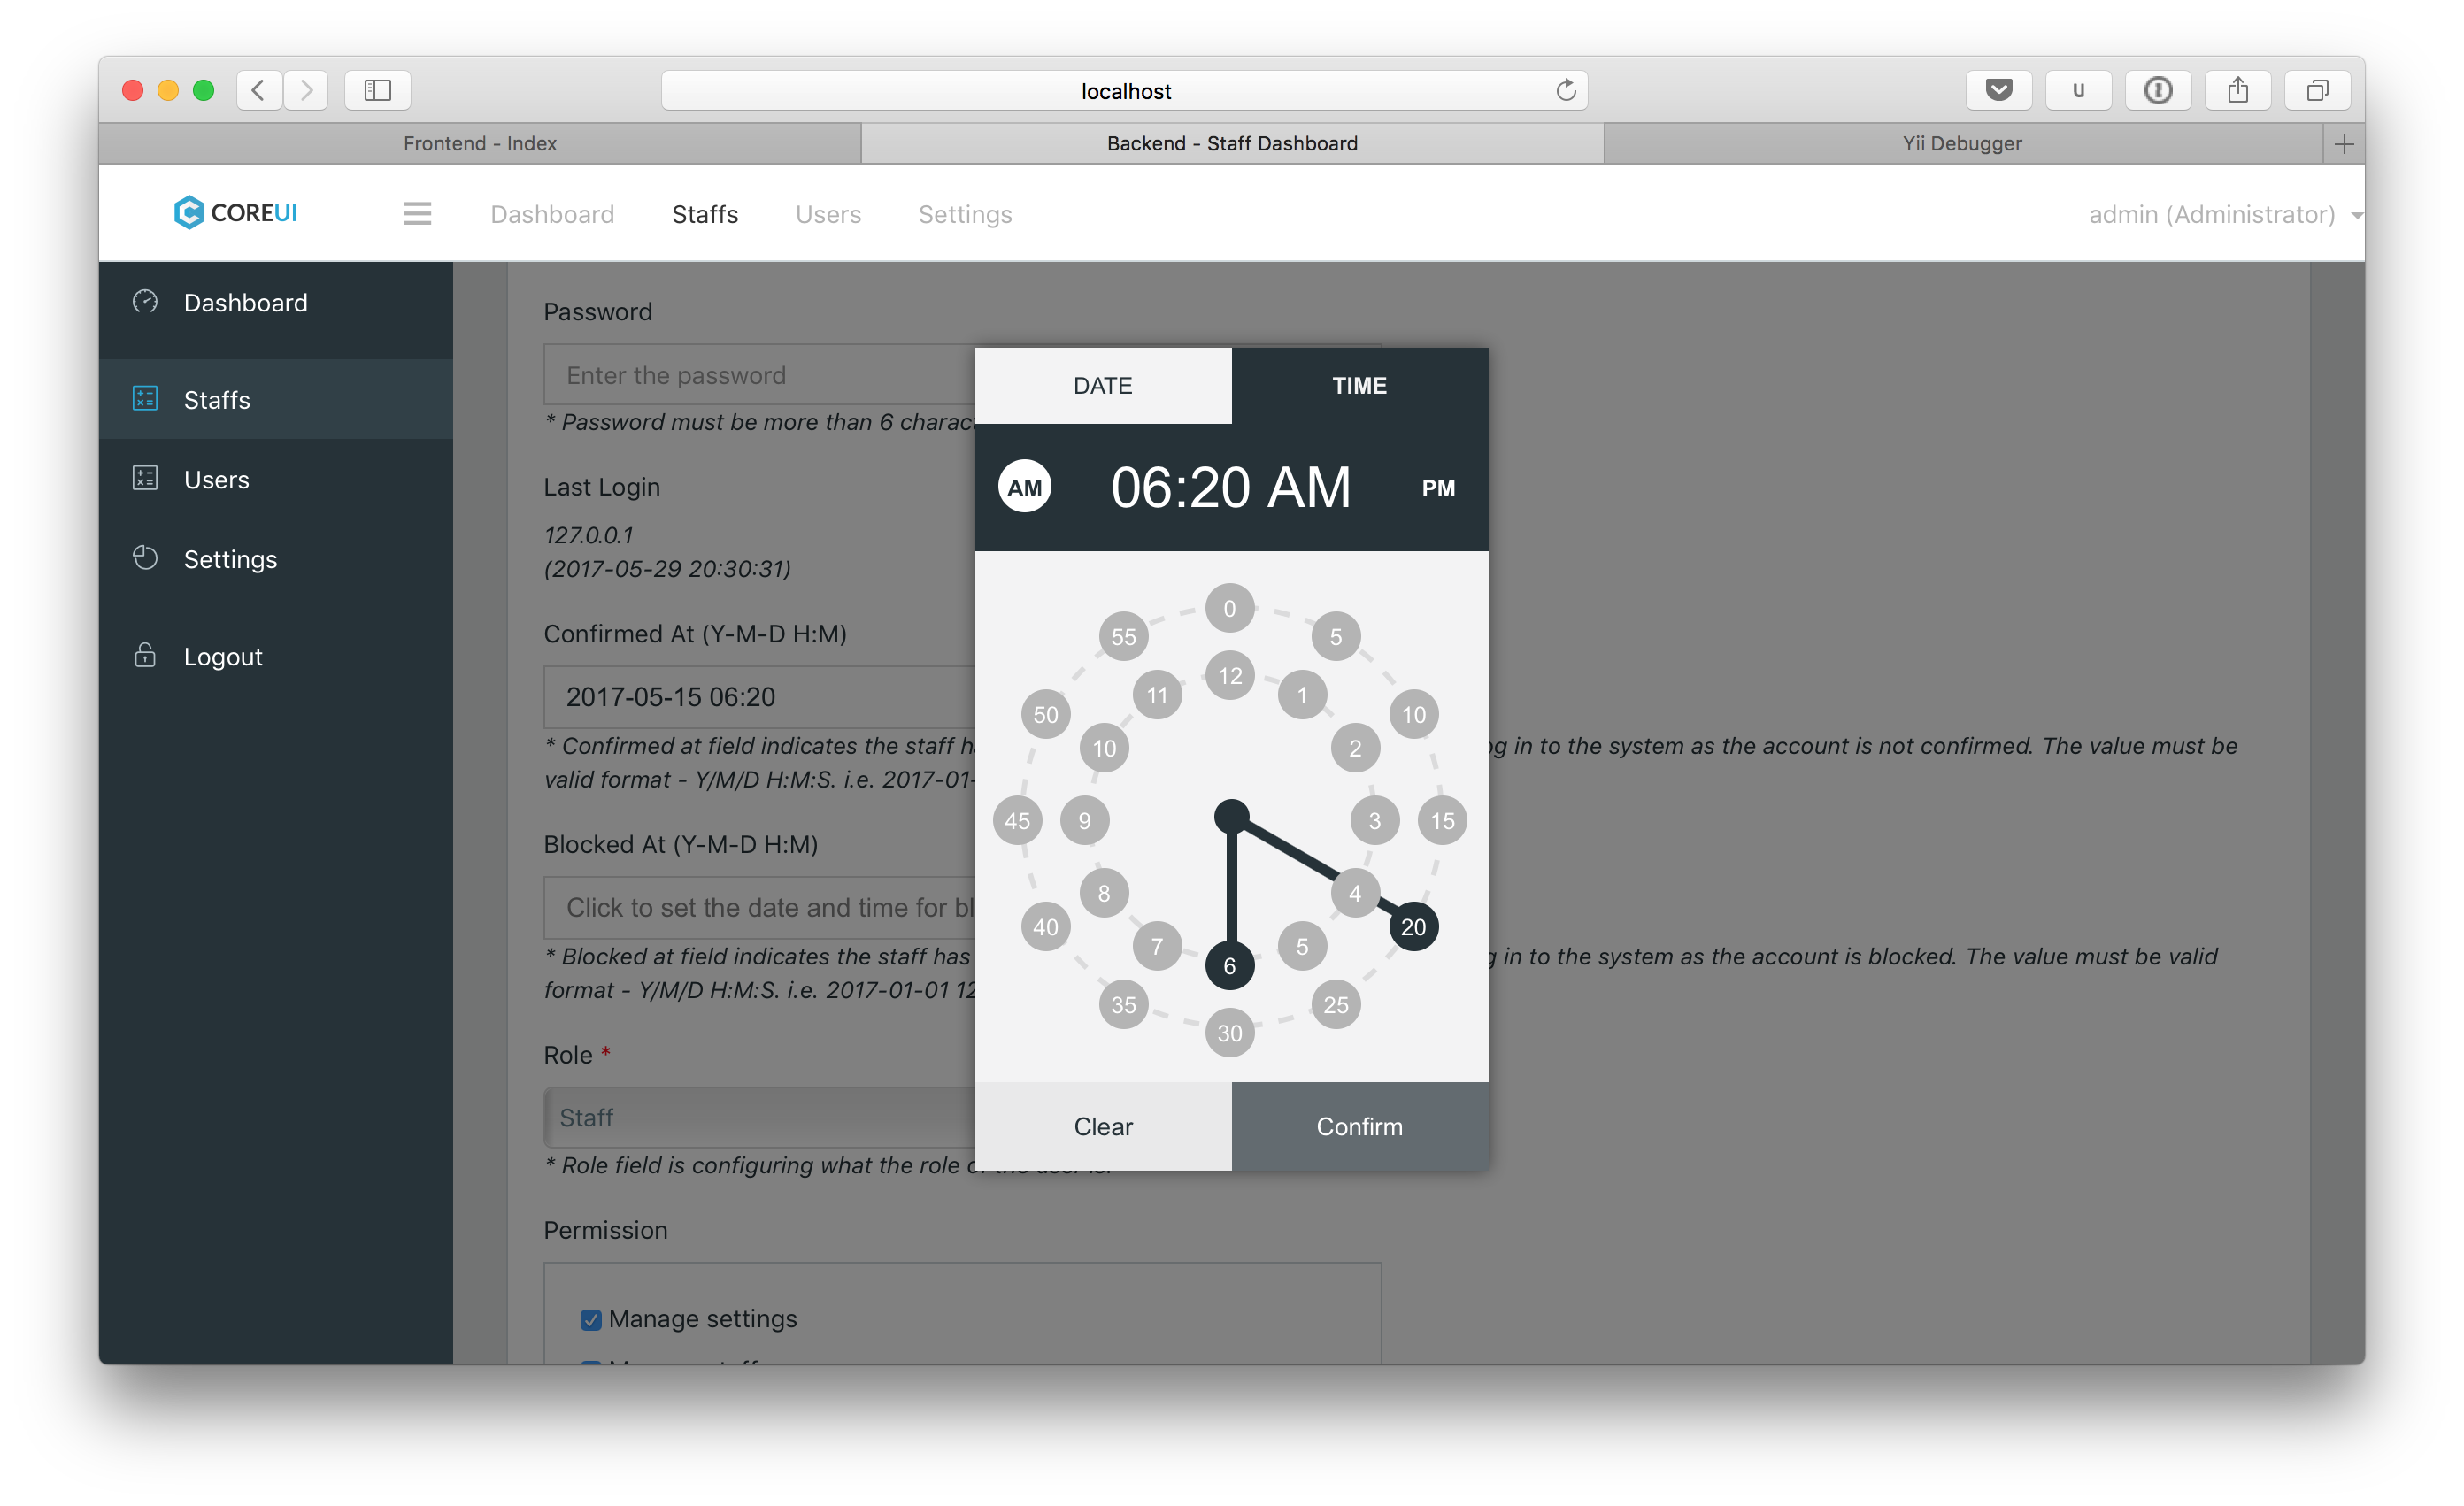 localhost
Frontend - Index
Backend - Staff Dashboard
Yii Debugger
COREUI
Dashboard
Staffs
Users
Settings
admin (Administrator)
Dashboard
Staffs
Users
Settings
Logout
Password
Enter the password
* Password must be more than 6
Last Login
127.0.0.1
(2017-05-29 20:30:31)
Confirmed At (Y-M-D H:M)
2017-05-15 06:20
* Confirmed at field indicates the staff
in to the system as the account is not confirmed. The value must be
valid format - Y/M/D H:M:S. i.e. 2017-01-
Blocked At (Y-M-D H:M)
Click to set the date and time for
* Blocked at field indicates the staff has
in to the system as the account is blocked. The value must be valid
format - Y/M/D H:M:S. i.e. 2017-01-01 12
Role *
Staff
* Role field is configuring what the role
Permission
Manage settings
DATE
TIME
AM
06:20 AM
PM
0
5
10
15
20
25
30
35
40
45
50
55
12
1
2
3
4
5
6
7
8
9
10
11
Clear
Confirm